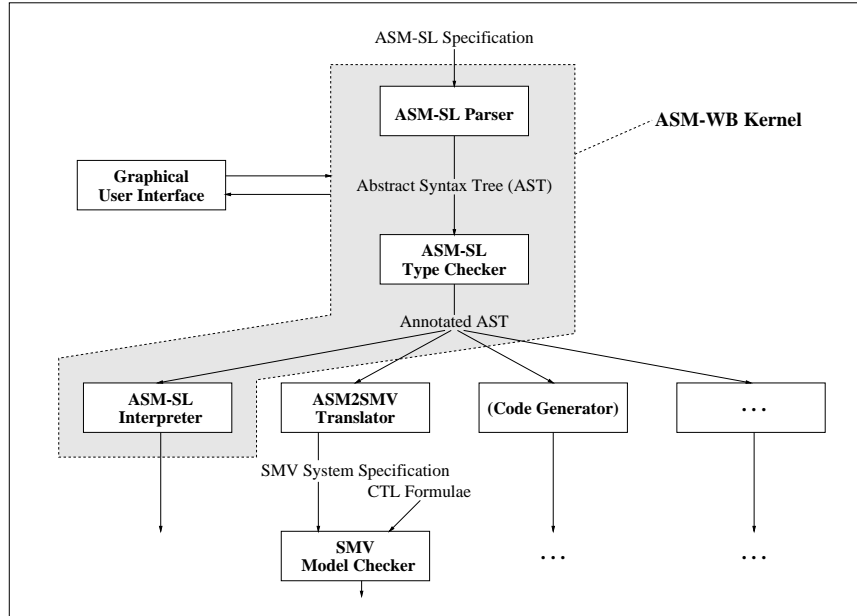 ASM-SL Specification
ASM-SL Parser
ASM-WB Kernel
Graphical
User Interface
Abstract Syntax Tree (AST)
ASM-SL
Type Checker
Annotated AST
ASM-SL
Interpreter
ASM2SMV
Translator
(Code Generator)
. . .
SMV System Specification
CTL Formulae
SMV
Model Checker
. . .
. . .